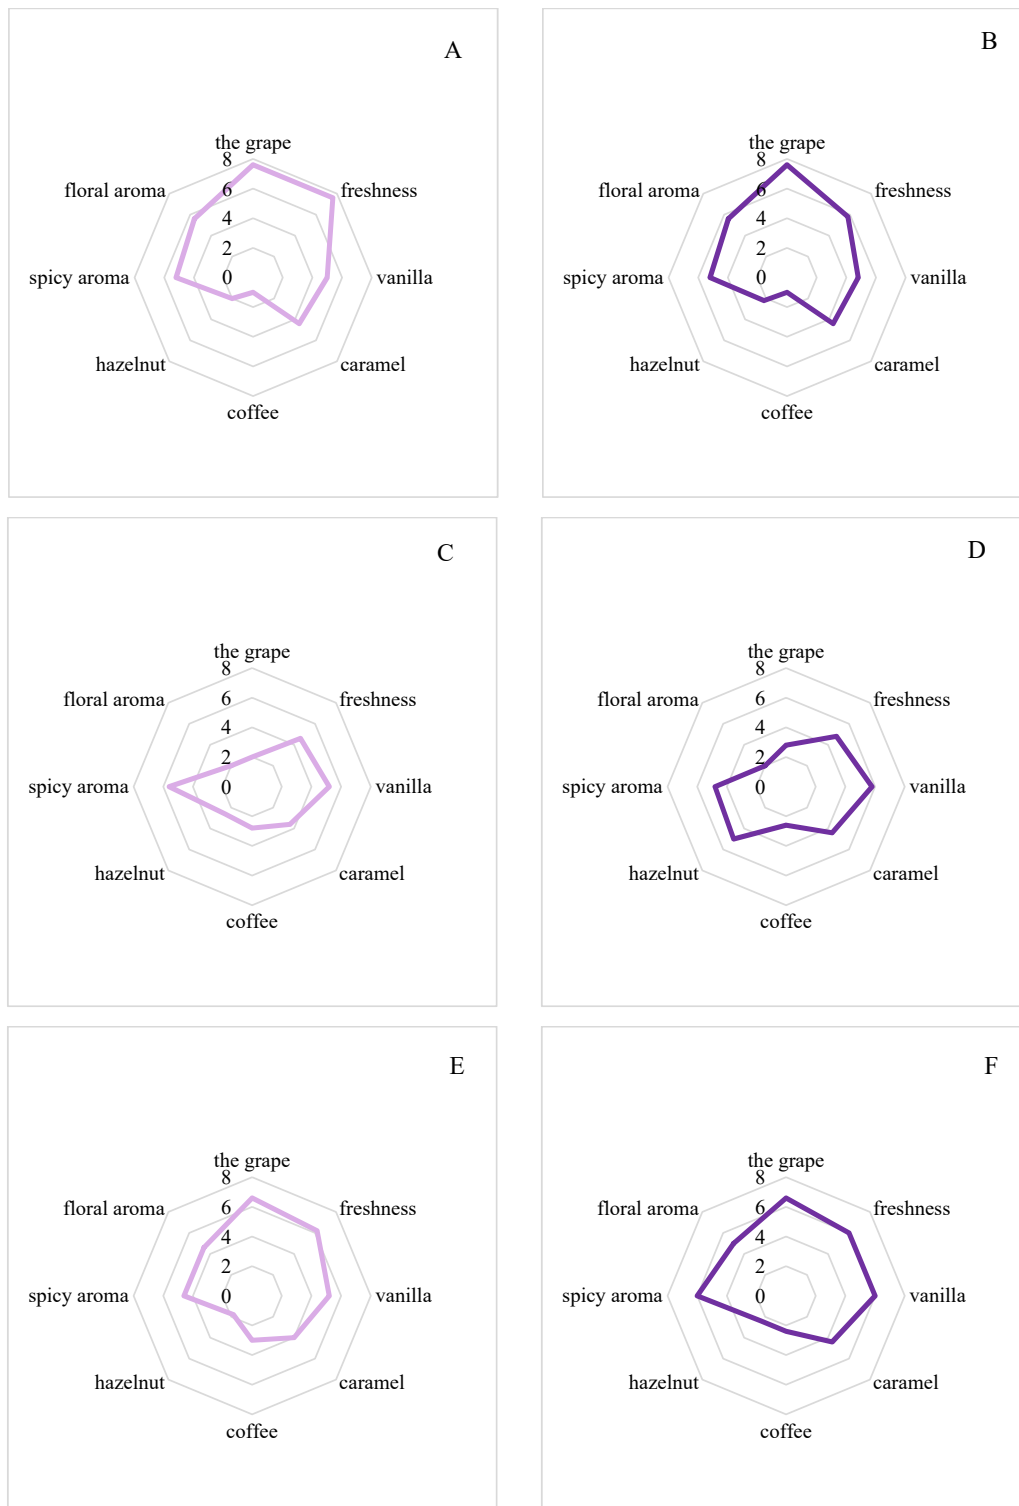 A
the grape
8
floral aroma
freshness
6
4
2
spicy aroma
0
vanilla
hazelnut
caramel
coffee
B
the grape
8
floral aroma
freshness
6
4
2
spicy aroma
0
vanilla
hazelnut
caramel
coffee
C
the grape
8
floral aroma
freshness
6
4
2
spicy aroma
0
vanilla
hazelnut
caramel
coffee
D
the grape
8
floral aroma
freshness
6
4
2
spicy aroma
0
vanilla
hazelnut
caramel
coffee
E
the grape
8
floral aroma
freshness
6
4
2
spicy aroma
0
vanilla
hazelnut
caramel
coffee
F
the grape
8
floral aroma
freshness
6
4
2
spicy aroma
0
vanilla
hazelnut
caramel
coffee